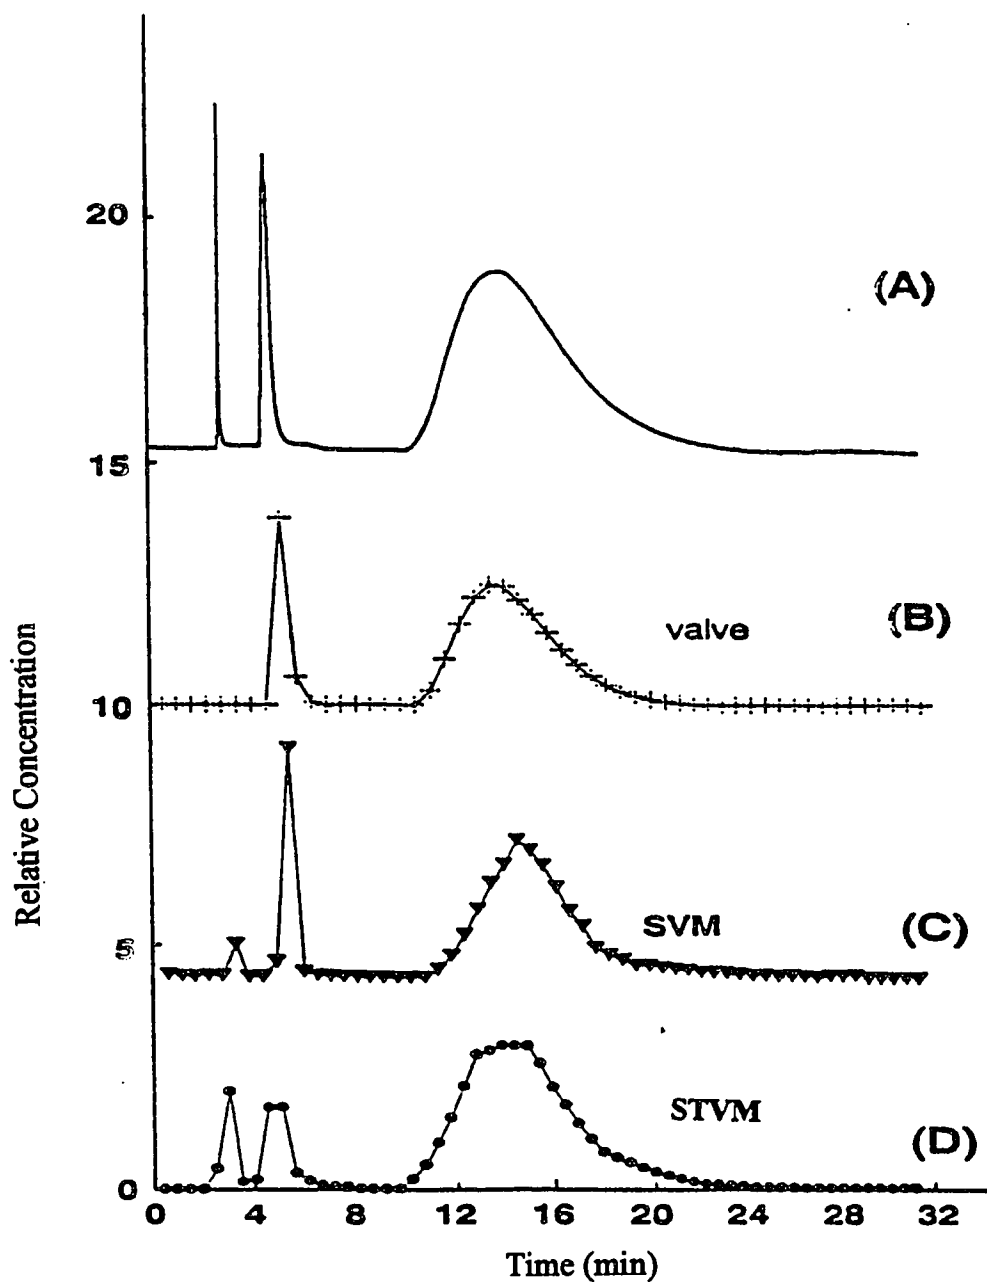 20
(A)
15
valve
(B)
10
Relative Concentration
SVM
(C)
5
STVM
(D)
0
0 4 8 12 16 20 24 28 32
Time (min)